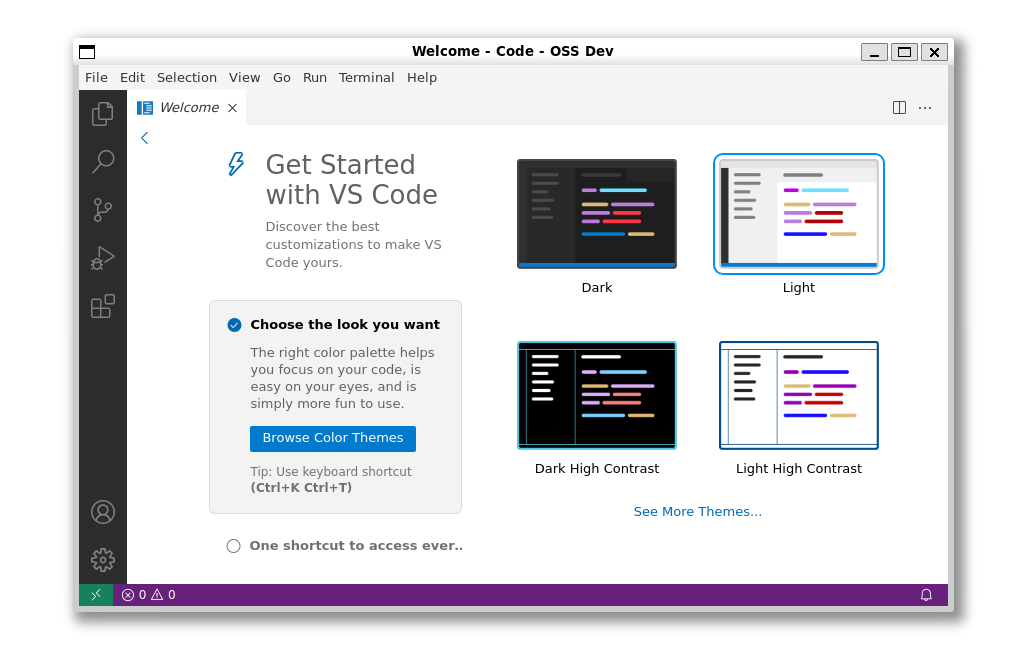 Welcome - Code - OSS Dev
File Edit Selection View Go Run Terminal Help
Welcome
Get Started
with VS Code
Discover the best
customizations to make VS
Code yours.
Choose the look you want
The right color palette helps
you focus on your code, is
easy on your eyes, and is
simply more fun to use.
Browse Color Themes
Tip: Use keyboard shortcut
(Ctrl+K Ctrl+T)
One shortcut to access ever..
Dark
Light
Dark High Contrast
Light High Contrast
See More Themes...
0 0